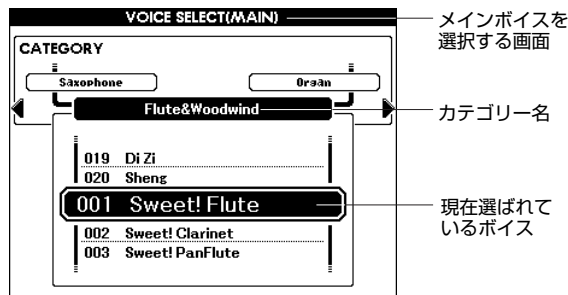 VOICE SELECT(MAIN)
メインボイスを
選択する画面
CATEGORY
Saxophone
Organ
Flute&Woodwind
カテゴリー名
019 Di Zi
020 Sheng
001 Sweet! Flute
現在選ばれて
いるボイス
002 Sweet! Clarinet
003 Sweet! PanFlute